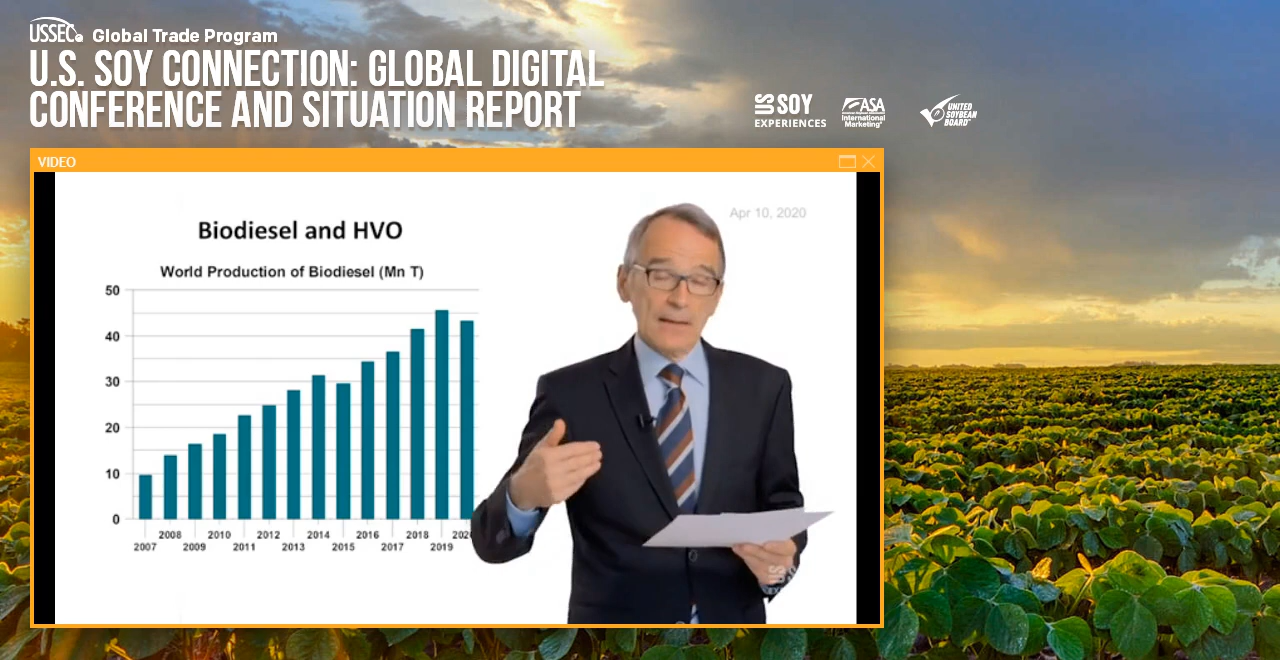 USSEC Global Trade Program
U.S. SOY CONNECTION: GLOBAL DIGITAL
CONFERENCE AND SITUATION REPORT
US SOY
EXPERIENCES
ASA
International
Marketing
UNITED
SOYBEAN
BOARD
VIDEO
Apr 10, 2020
Biodiesel and HVO
World Production of Biodiesel (Mn T)
50
40
30
20
10
0
2008 2010 2012 2014 2016 2018
2007 2009 2011 2013 2015 2017 2019